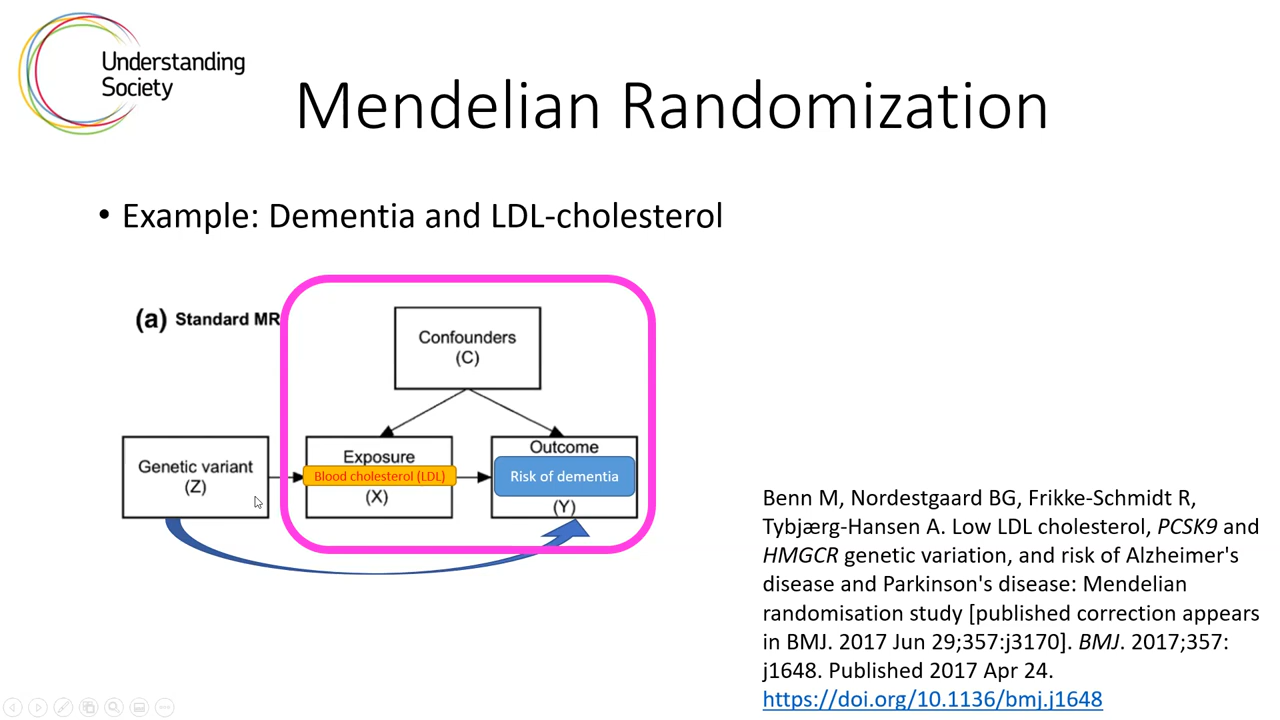 Understanding
Society
Mendelian Randomization
• Example: Dementia and LDL-cholesterol
(a) Standard MR
Confounders
(C)
Genetic variant
(Z)
Exposure
Blood cholesterol (LDL)
(X)
Outcome
Risk of dementia
(Y)
Benn M, Nordestgaard BG, Frikke-Schmidt R,
Tybjærg-Hansen A. Low LDL cholesterol, PCSK9 and
HMGCR genetic variation, and risk of Alzheimer's
disease and Parkinson's disease: Mendelian
randomisation study [published correction appears
in BMJ. 2017 Jun 29;357:j3170]. BMJ. 2017;357:
j1648. Published 2017 Apr 24.
https://doi.org/10.1136/bmj.j1648